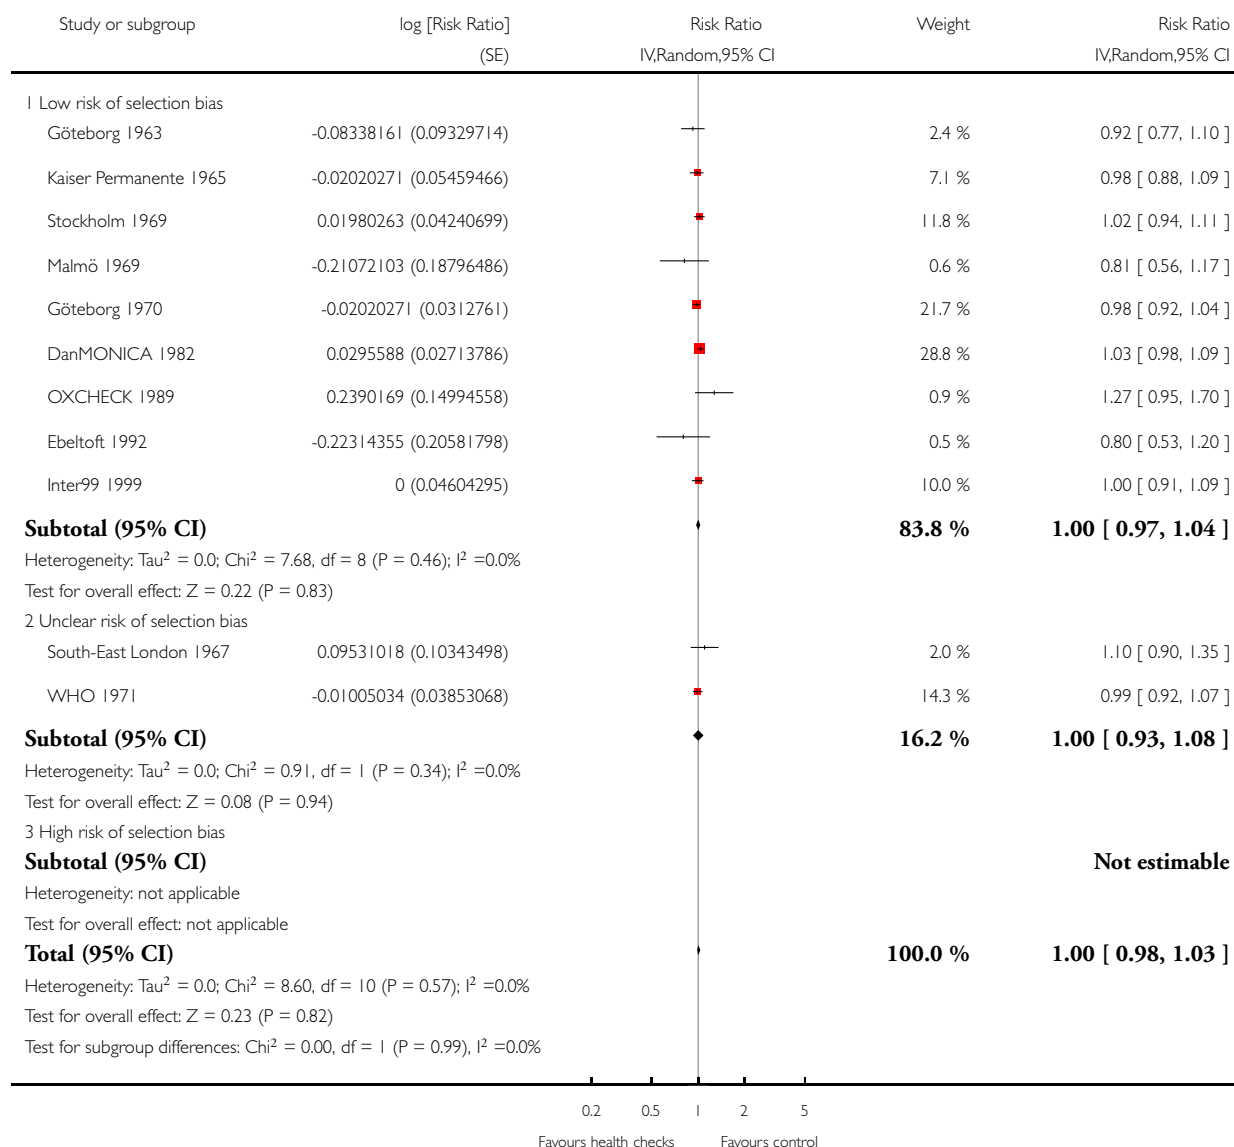 Study or subgroup log [Risk Ratio] Risk Ratio Weight Risk Ratio
(SE) IV,Random,95% CI IV,Random,95% CI
1 Low risk of selection bias
Göteborg 1963 -0.08338161 (0.09329714) 2.4 % 0.92 [ 0.77, 1.10 ]
Kaiser Permanente 1965 -0.02020271 (0.05459466) 7.1 % 0.98 [ 0.88, 1.09 ]
Stockholm 1969 0.01980263 (0.04240699) 11.8 % 1.02 [ 0.94, 1.11 ]
Malmö 1969 -0.21072103 (0.18796486) 0.6 % 0.81 [ 0.56, 1.17 ]
Göteborg 1970 -0.02020271 (0.0312761) 21.7 % 0.98 [ 0.92, 1.04 ]
DanMONICA 1982 0.0295588 (0.02713786) 28.8 % 1.03 [ 0.98, 1.09 ]
OXCHECK 1989 0.2390169 (0.14994558) 0.9 % 1.27 [ 0.95, 1.70 ]
Ebeltoft 1992 -0.22314355 (0.20581798) 0.5 % 0.80 [ 0.53, 1.20 ]
Inter99 1999 0 (0.04604295) 10.0 % 1.00 [ 0.91, 1.09 ]
Subtotal (95% CI) 83.8 % 1.00 [ 0.97, 1.04 ]
Heterogeneity: Tau² = 0.0; Chi² = 7.68, df = 8 (P = 0.46); I² =0.0%
Test for overall effect: Z = 0.22 (P = 0.83)
2 Unclear risk of selection bias
South-East London 1967 0.09531018 (0.10343498) 2.0 % 1.10 [ 0.90, 1.35 ]
WHO 1971 -0.01005034 (0.03853068) 14.3 % 0.99 [ 0.92, 1.07 ]
Subtotal (95% CI) 16.2 % 1.00 [ 0.93, 1.08 ]
Heterogeneity: Tau² = 0.0; Chi² = 0.91, df = 1 (P = 0.34); I² =0.0%
Test for overall effect: Z = 0.08 (P = 0.94)
3 High risk of selection bias
Subtotal (95% CI) Not estimable
Heterogeneity: not applicable
Test for overall effect: not applicable
Total (95% CI) 100.0 % 1.00 [ 0.98, 1.03 ]
Heterogeneity: Tau² = 0.0; Chi² = 8.60, df = 10 (P = 0.57); I² =0.0%
Test for overall effect: Z = 0.23 (P = 0.82)
Test for subgroup differences: Chi² = 0.00, df = 1 (P = 0.99), I² =0.0%
0.2 0.5 1 2 5
Favours health checks Favours control